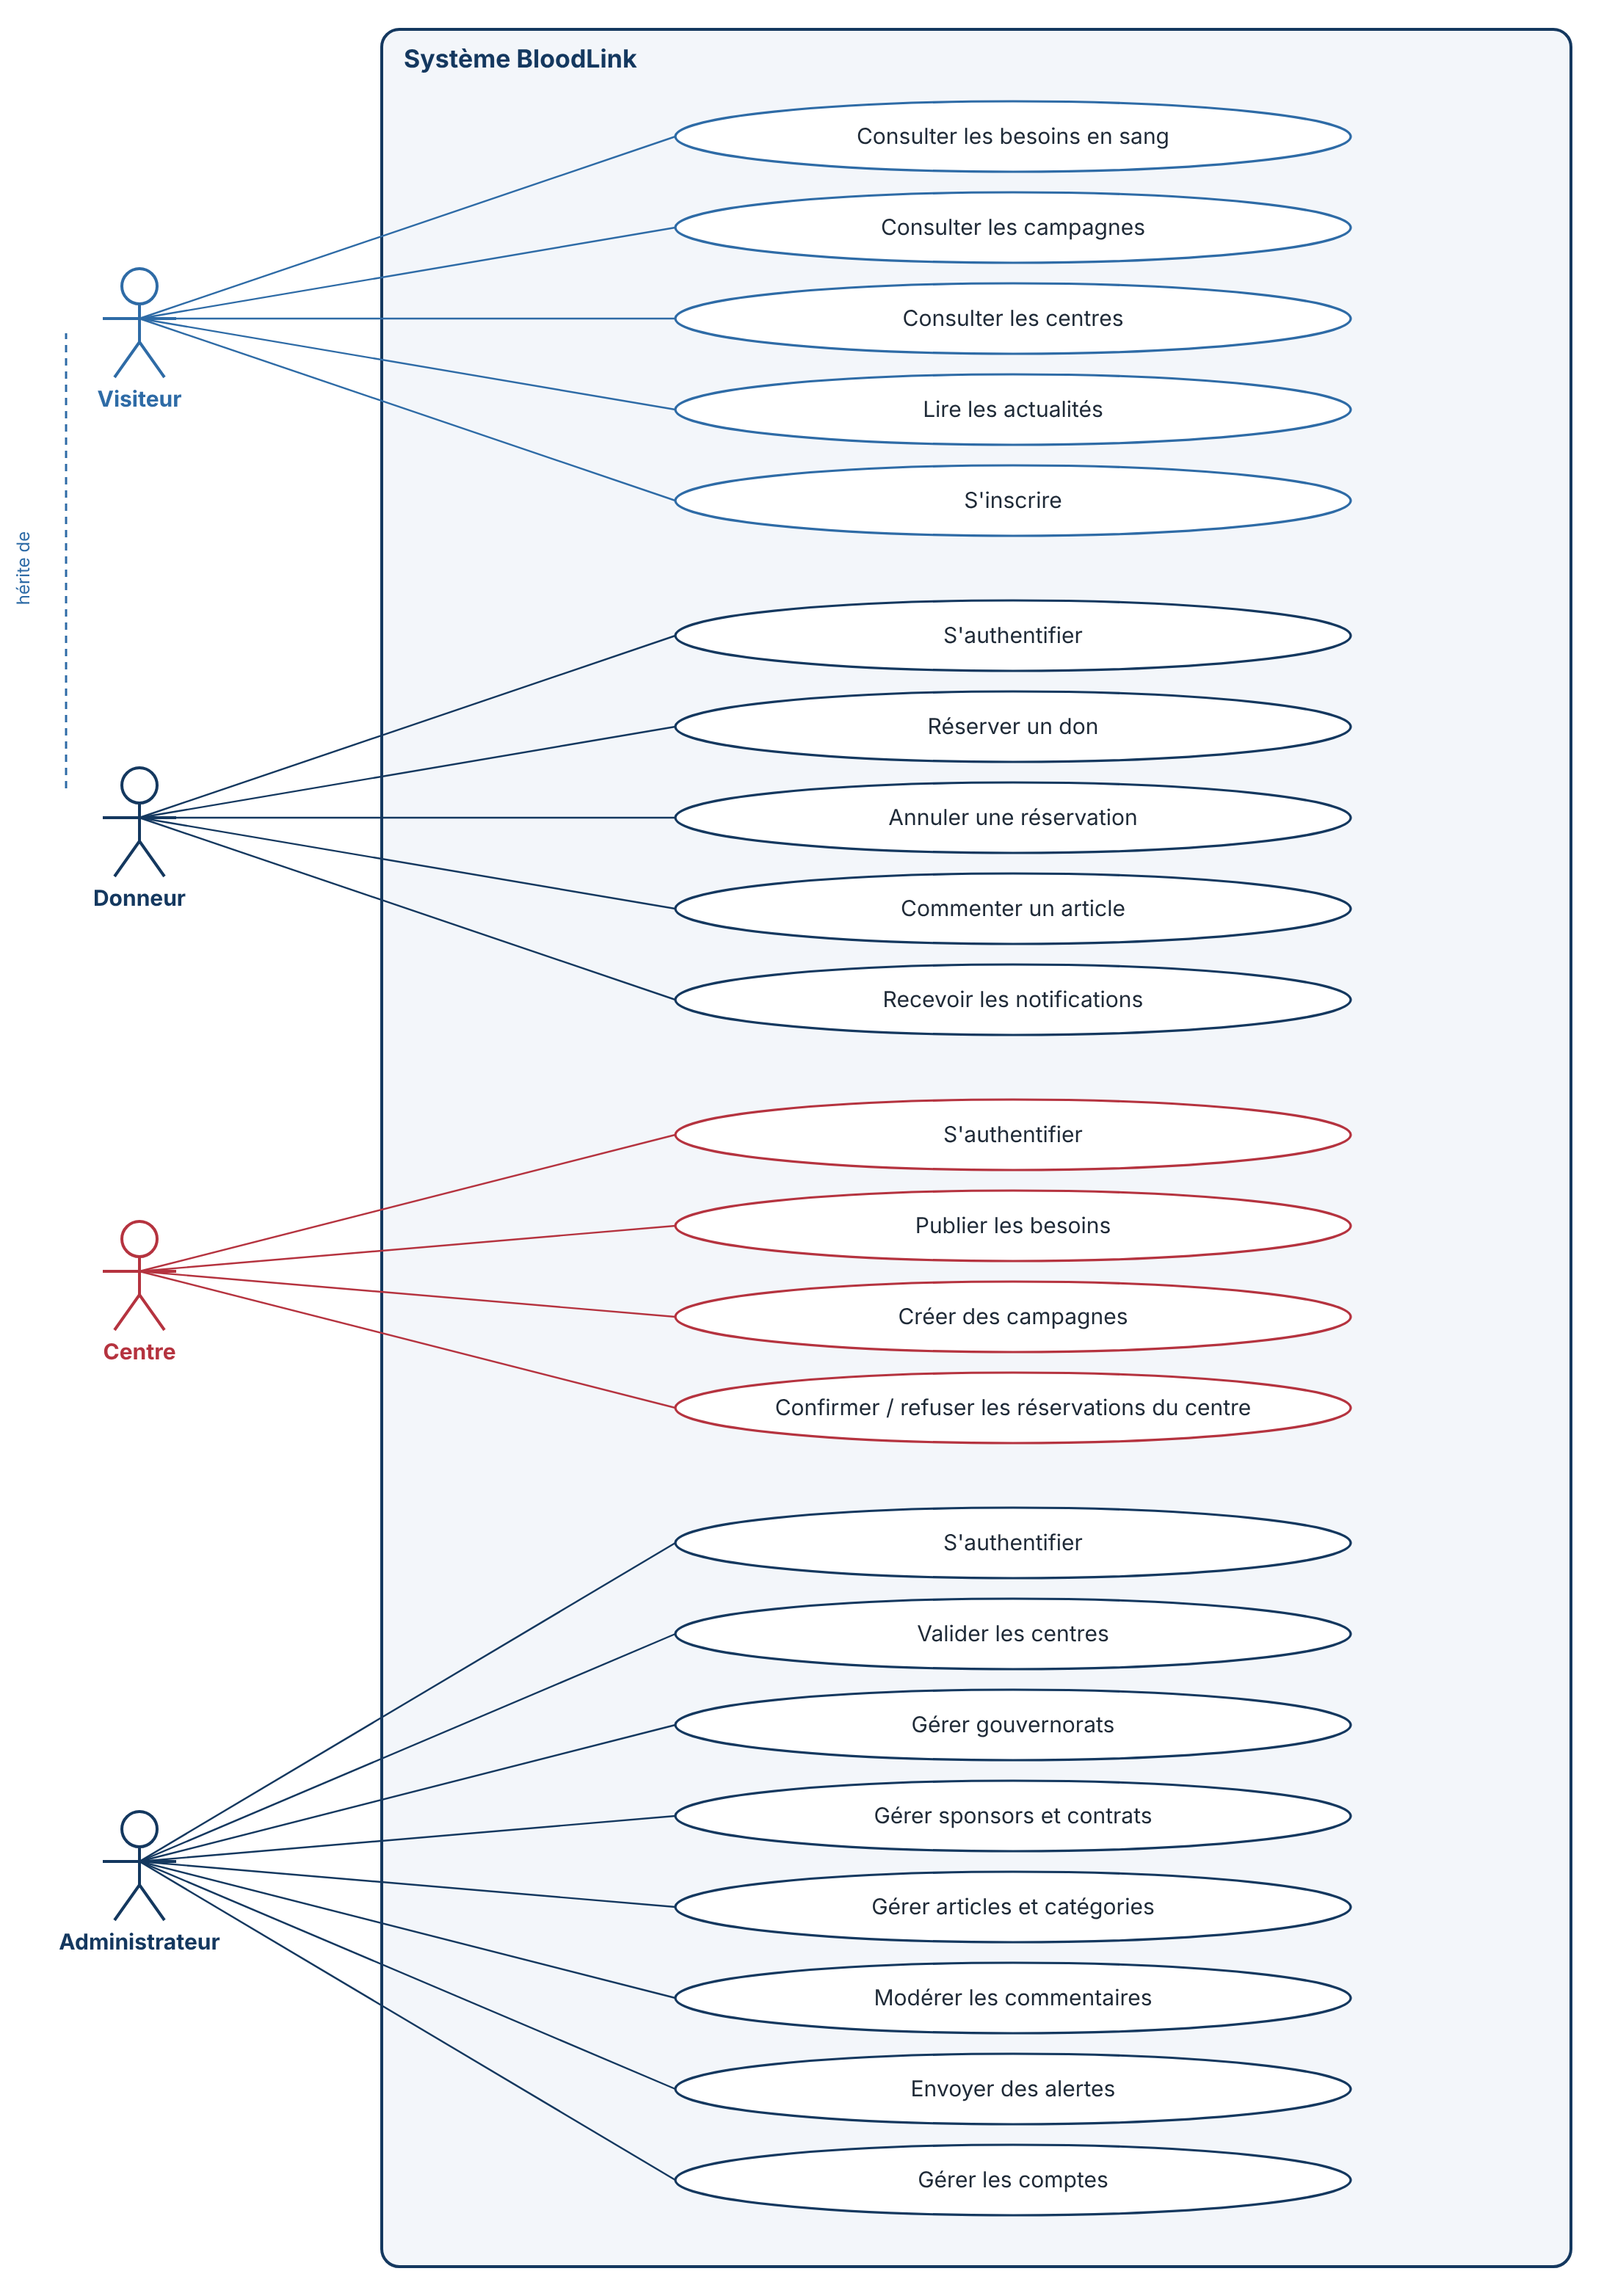 Système BloodLink
Consulter les besoins en sang
Consulter les campagnes
Consulter les centres
Lire les actualités
S'inscrire
Visiteur
hérite de
S'authentifier
Réserver un don
Annuler une réservation
Commenter un article
Recevoir les notifications
Donneur
S'authentifier
Publier les besoins
Créer des campagnes
Confirmer / refuser les réservations du centre
Centre
S'authentifier
Valider les centres
Gérer gouvernorats
Gérer sponsors et contrats
Gérer articles et catégories
Modérer les commentaires
Envoyer des alertes
Gérer les comptes
Administrateur